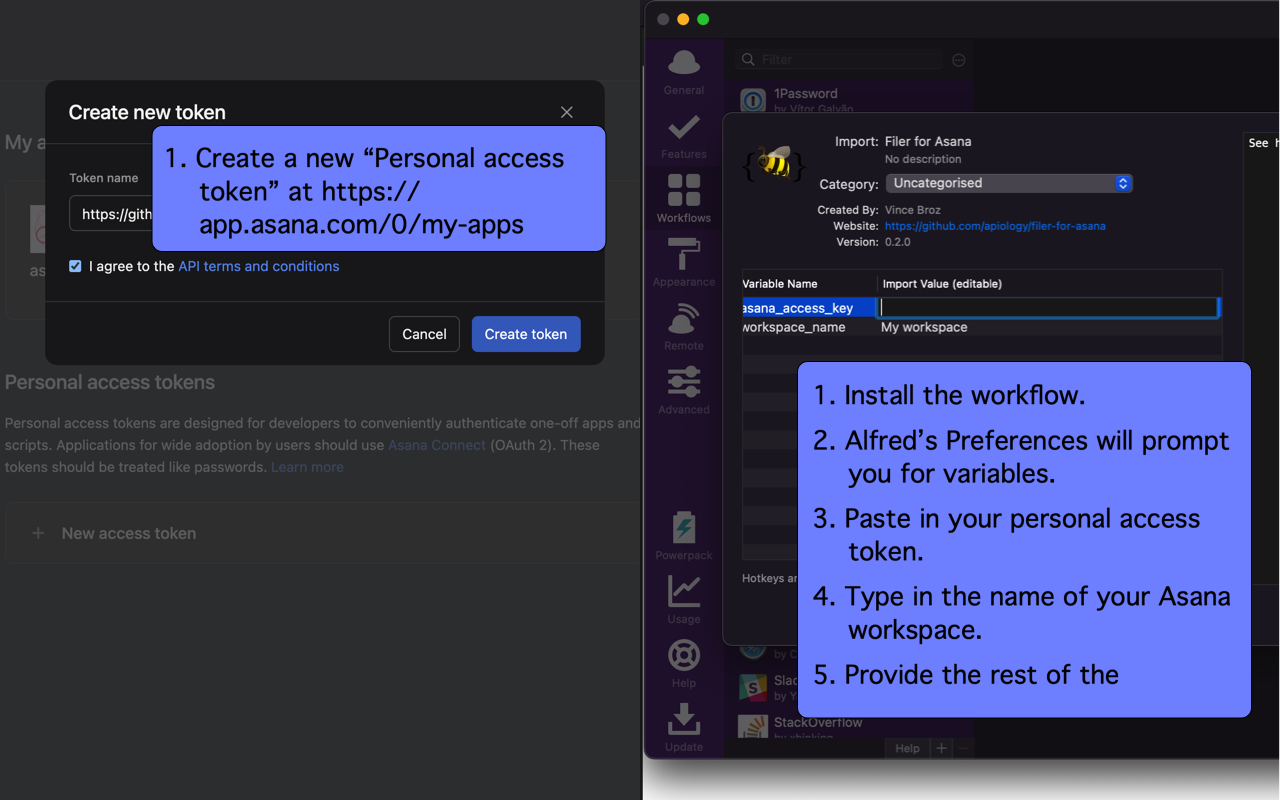 Create new token
My a
1. Create a new “Personal access
token” at https://
app.asana.com/0/my-apps
Token name
https://gith
as
I agree to the API terms and conditions
Cancel
Create token
Personal access tokens
Personal access tokens are designed for developers to conveniently authenticate one-off apps and
scripts. Applications for wide adoption by users should use Asana Connect (OAuth 2). These
tokens should be treated like passwords. Learn more
+ New access token
General
Features
Workflows
Appearance
Remote
Advanced
Powerpack
Usage
Help
Update
Filter
1Password
by Vítor Galvão
Import: Filer for Asana
No description
Category: Uncategorised
Created By: Vince Broz
Website: https://github.com/apiology/filer-for-asana
Version: 0.2.0
See h
Variable Name
Import Value (editable)
asana_access_key
workspace_name
My workspace
Hotkeys an
1. Install the workflow.
2. Alfred’s Preferences will prompt
you for variables.
3. Paste in your personal access
token.
4. Type in the name of your Asana
workspace.
5. Provide the rest of the
by C
Slac
by Y
StackOverflow
by xhinking
Help
+